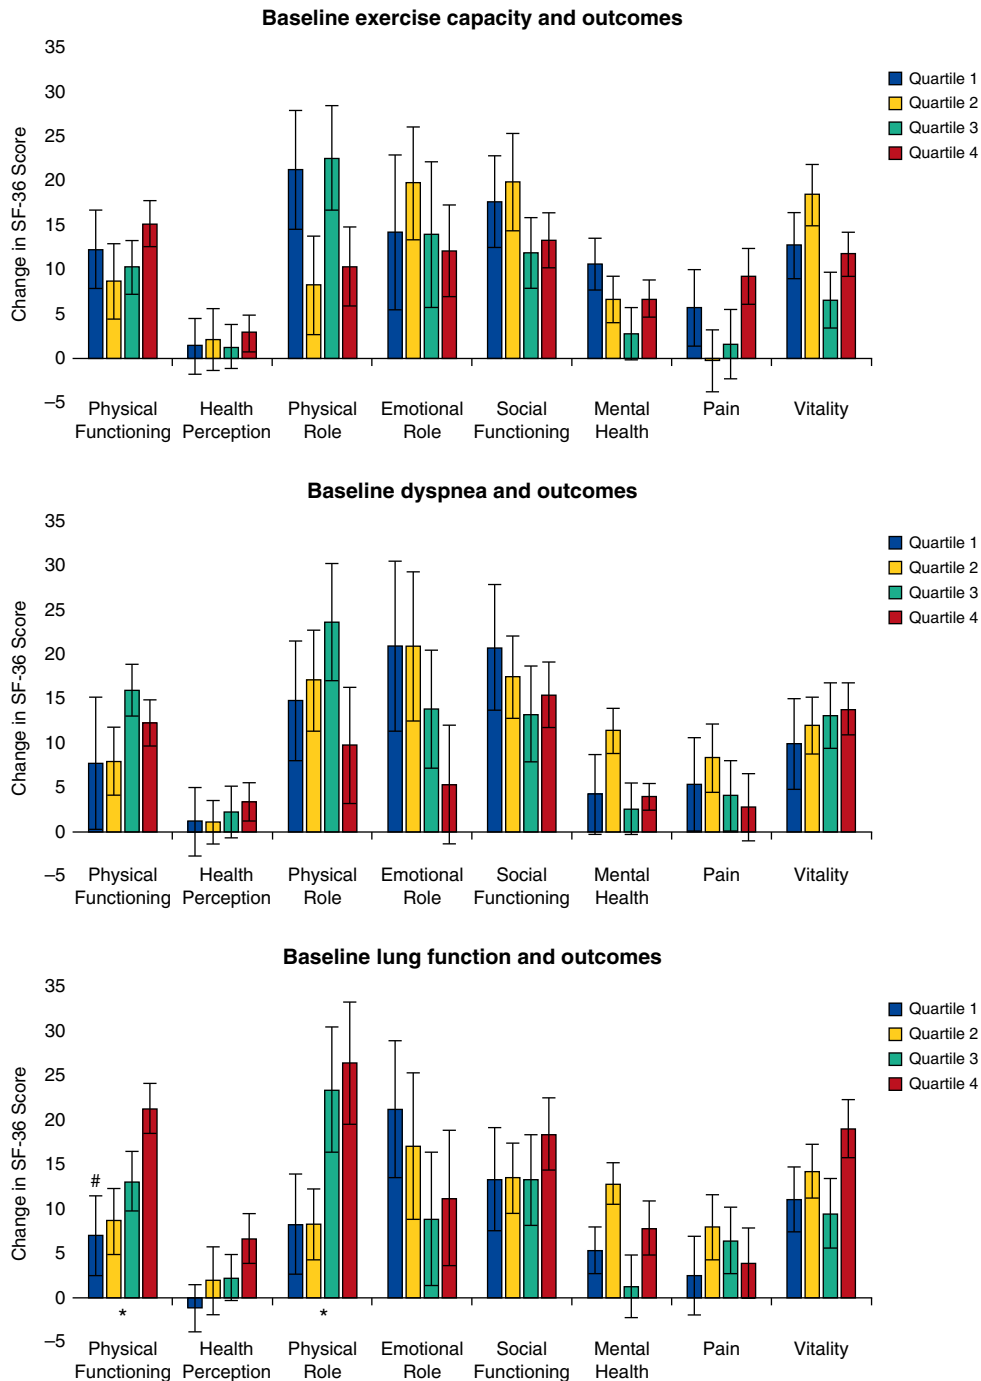 Baseline exercise capacity and outcomes
35
30
25
20
15
10
5
0
–5
Change in SF-36 Score
Quartile 1
Quartile 2
Quartile 3
Quartile 4
Physical Functioning
Health Perception
Physical Role
Emotional Role
Social Functioning
Mental Health
Pain
Vitality
Baseline dyspnea and outcomes
35
30
25
20
15
10
5
0
–5
Change in SF-36 Score
Quartile 1
Quartile 2
Quartile 3
Quartile 4
Physical Functioning
Health Perception
Physical Role
Emotional Role
Social Functioning
Mental Health
Pain
Vitality
Baseline lung function and outcomes
35
30
25
20
15
10
5
0
–5
Change in SF-36 Score
Quartile 1
Quartile 2
Quartile 3
Quartile 4
#
*
*
Physical Functioning
Health Perception
Physical Role
Emotional Role
Social Functioning
Mental Health
Pain
Vitality